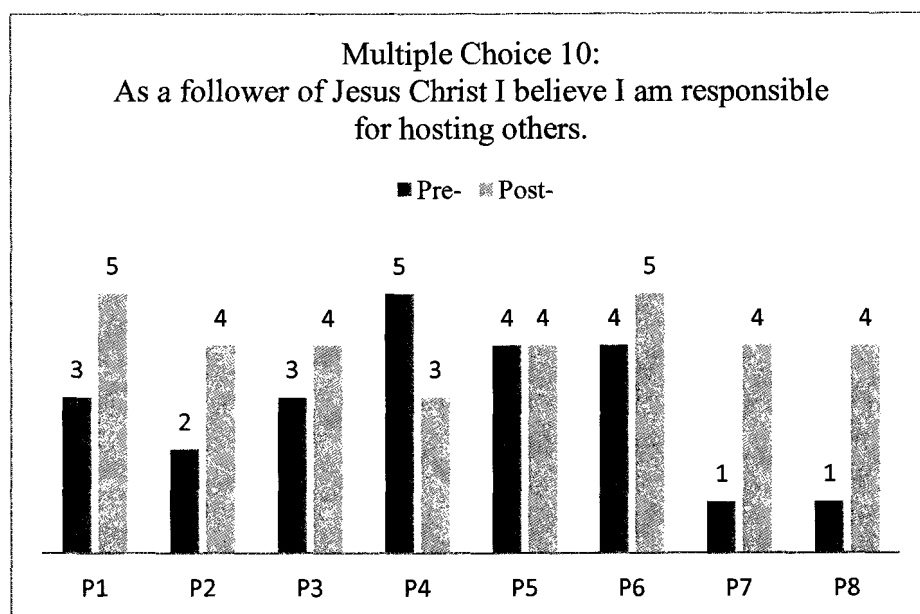 Multiple Choice 10:
As a follower of Jesus Christ I believe I am responsible
for hosting others.
Pre- Post-
3 5 2 4 3 4 5 3 4 4 4 5 1 4 1 4
P1 P2 P3 P4 P5 P6 P7 P8